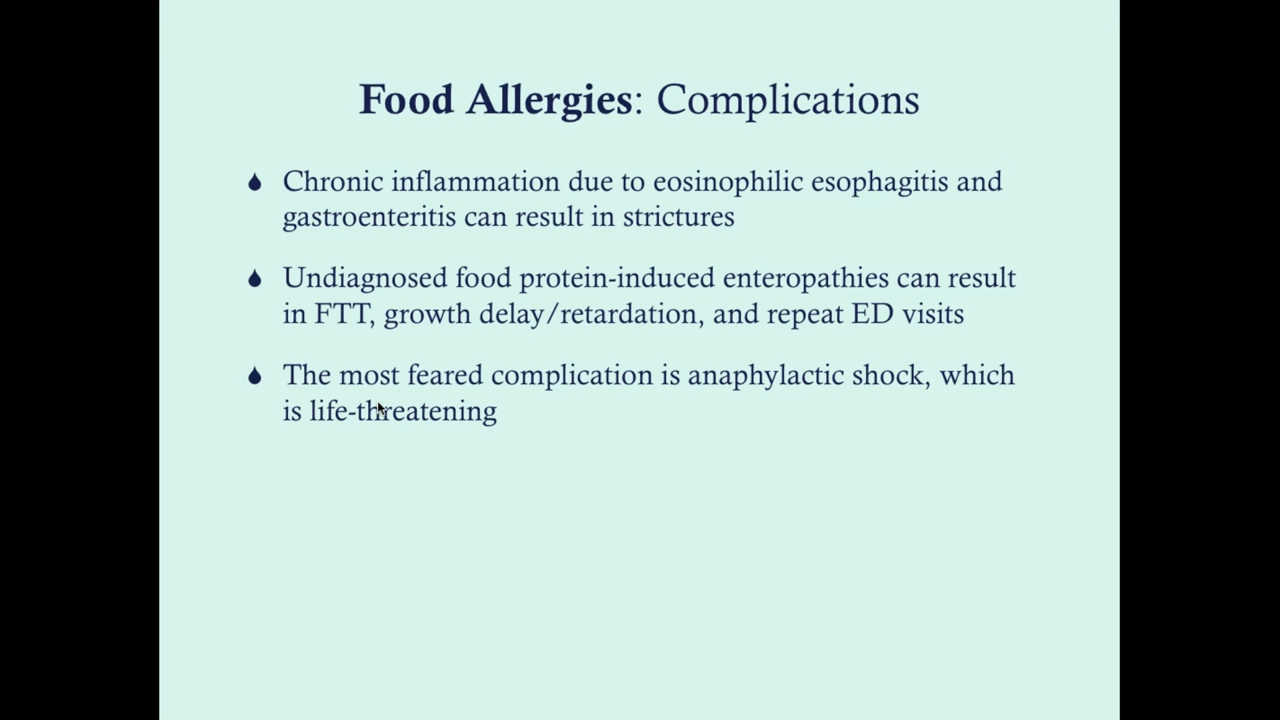 Food Allergies: Complications
Chronic inflammation due to eosinophilic esophagitis and
gastroenteritis can result in strictures
Undiagnosed food protein-induced enteropathies can result
in FTT, growth delay/retardation, and repeat ED visits
The most feared complication is anaphylactic shock, which
is life-threatening